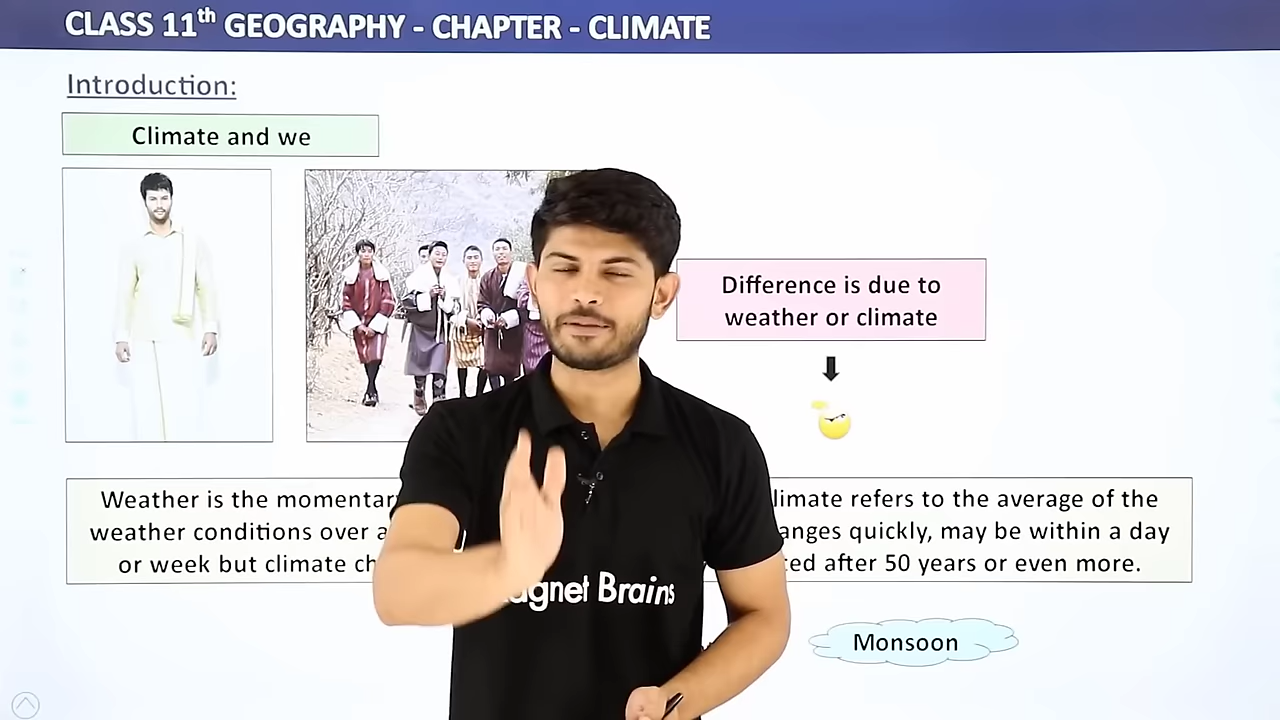 CLASS 11th GEOGRAPHY - CHAPTER - CLIMATE
Introduction:
Climate and we
Difference is due to
weather or climate
Weather is the momentar
limate refers to the average of the
weather conditions over a
anges quickly, may be within a day
or week but climate ch
ted after 50 years or even more.
agnet Brains
Monsoon